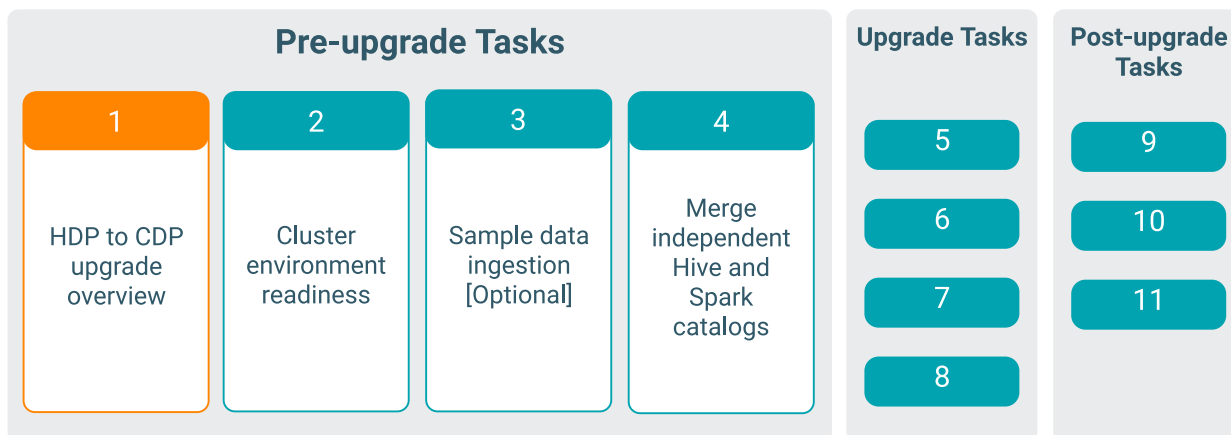 Pre-upgrade Tasks
1
HDP to CDP
upgrade
overview
2
Cluster
environment
readiness
3
Sample data
ingestion
[Optional]
4
Merge
independent
Hive and
Spark
catalogs
Upgrade Tasks
5
6
7
8
Post-upgrade
Tasks
9
10
11